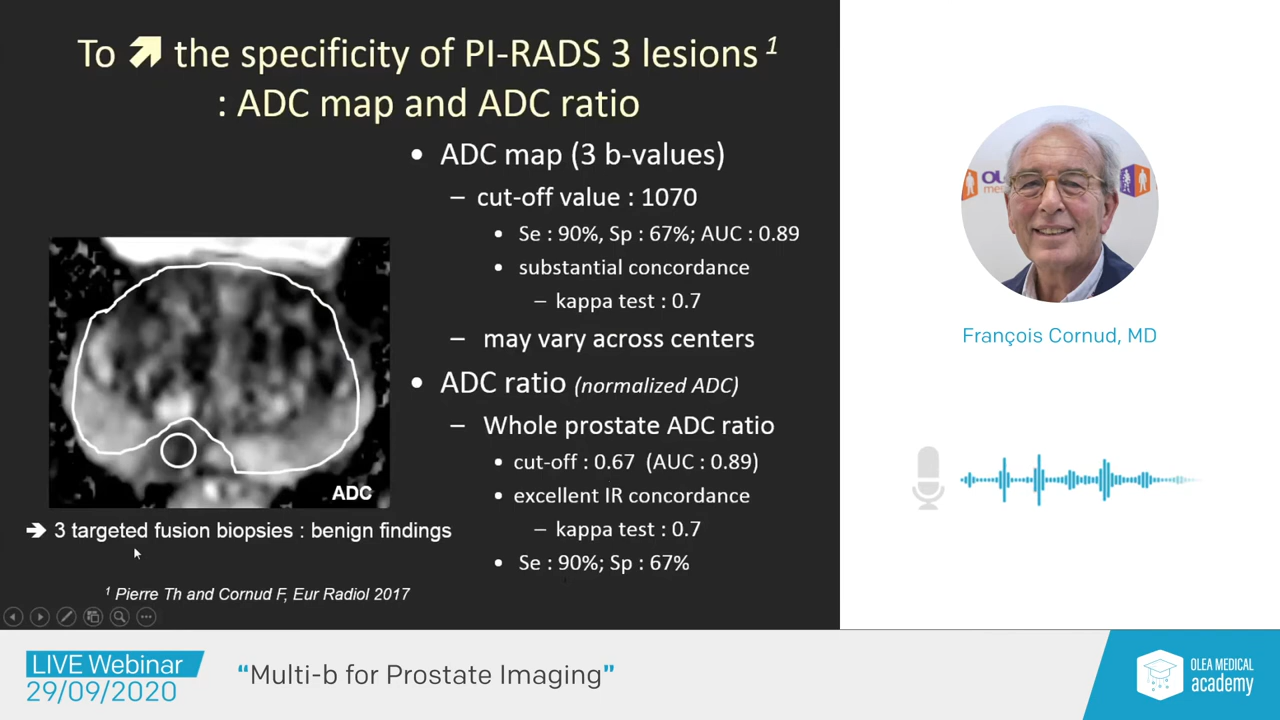 To the specificity of PI-RADS 3 lesions 1
: ADC map and ADC ratio
• ADC map (3 b-values)
– cut-off value : 1070
• Se : 90%, Sp : 67%; AUC : 0.89
• substantial concordance
– kappa test : 0.7
– may vary across centers
• ADC ratio (normalized ADC)
– Whole prostate ADC ratio
• cut-off : 0.67 (AUC : 0.89)
• excellent IR concordance
– kappa test : 0.7
• Se : 90%; Sp : 67%
ADC
➔ 3 targeted fusion biopsies : benign findings
1 Pierre Th and Cornud F, Eur Radiol 2017
François Cornud, MD
LIVE Webinar
29/09/2020
“Multi-b for Prostate Imaging”
OLEA MEDICAL
academy